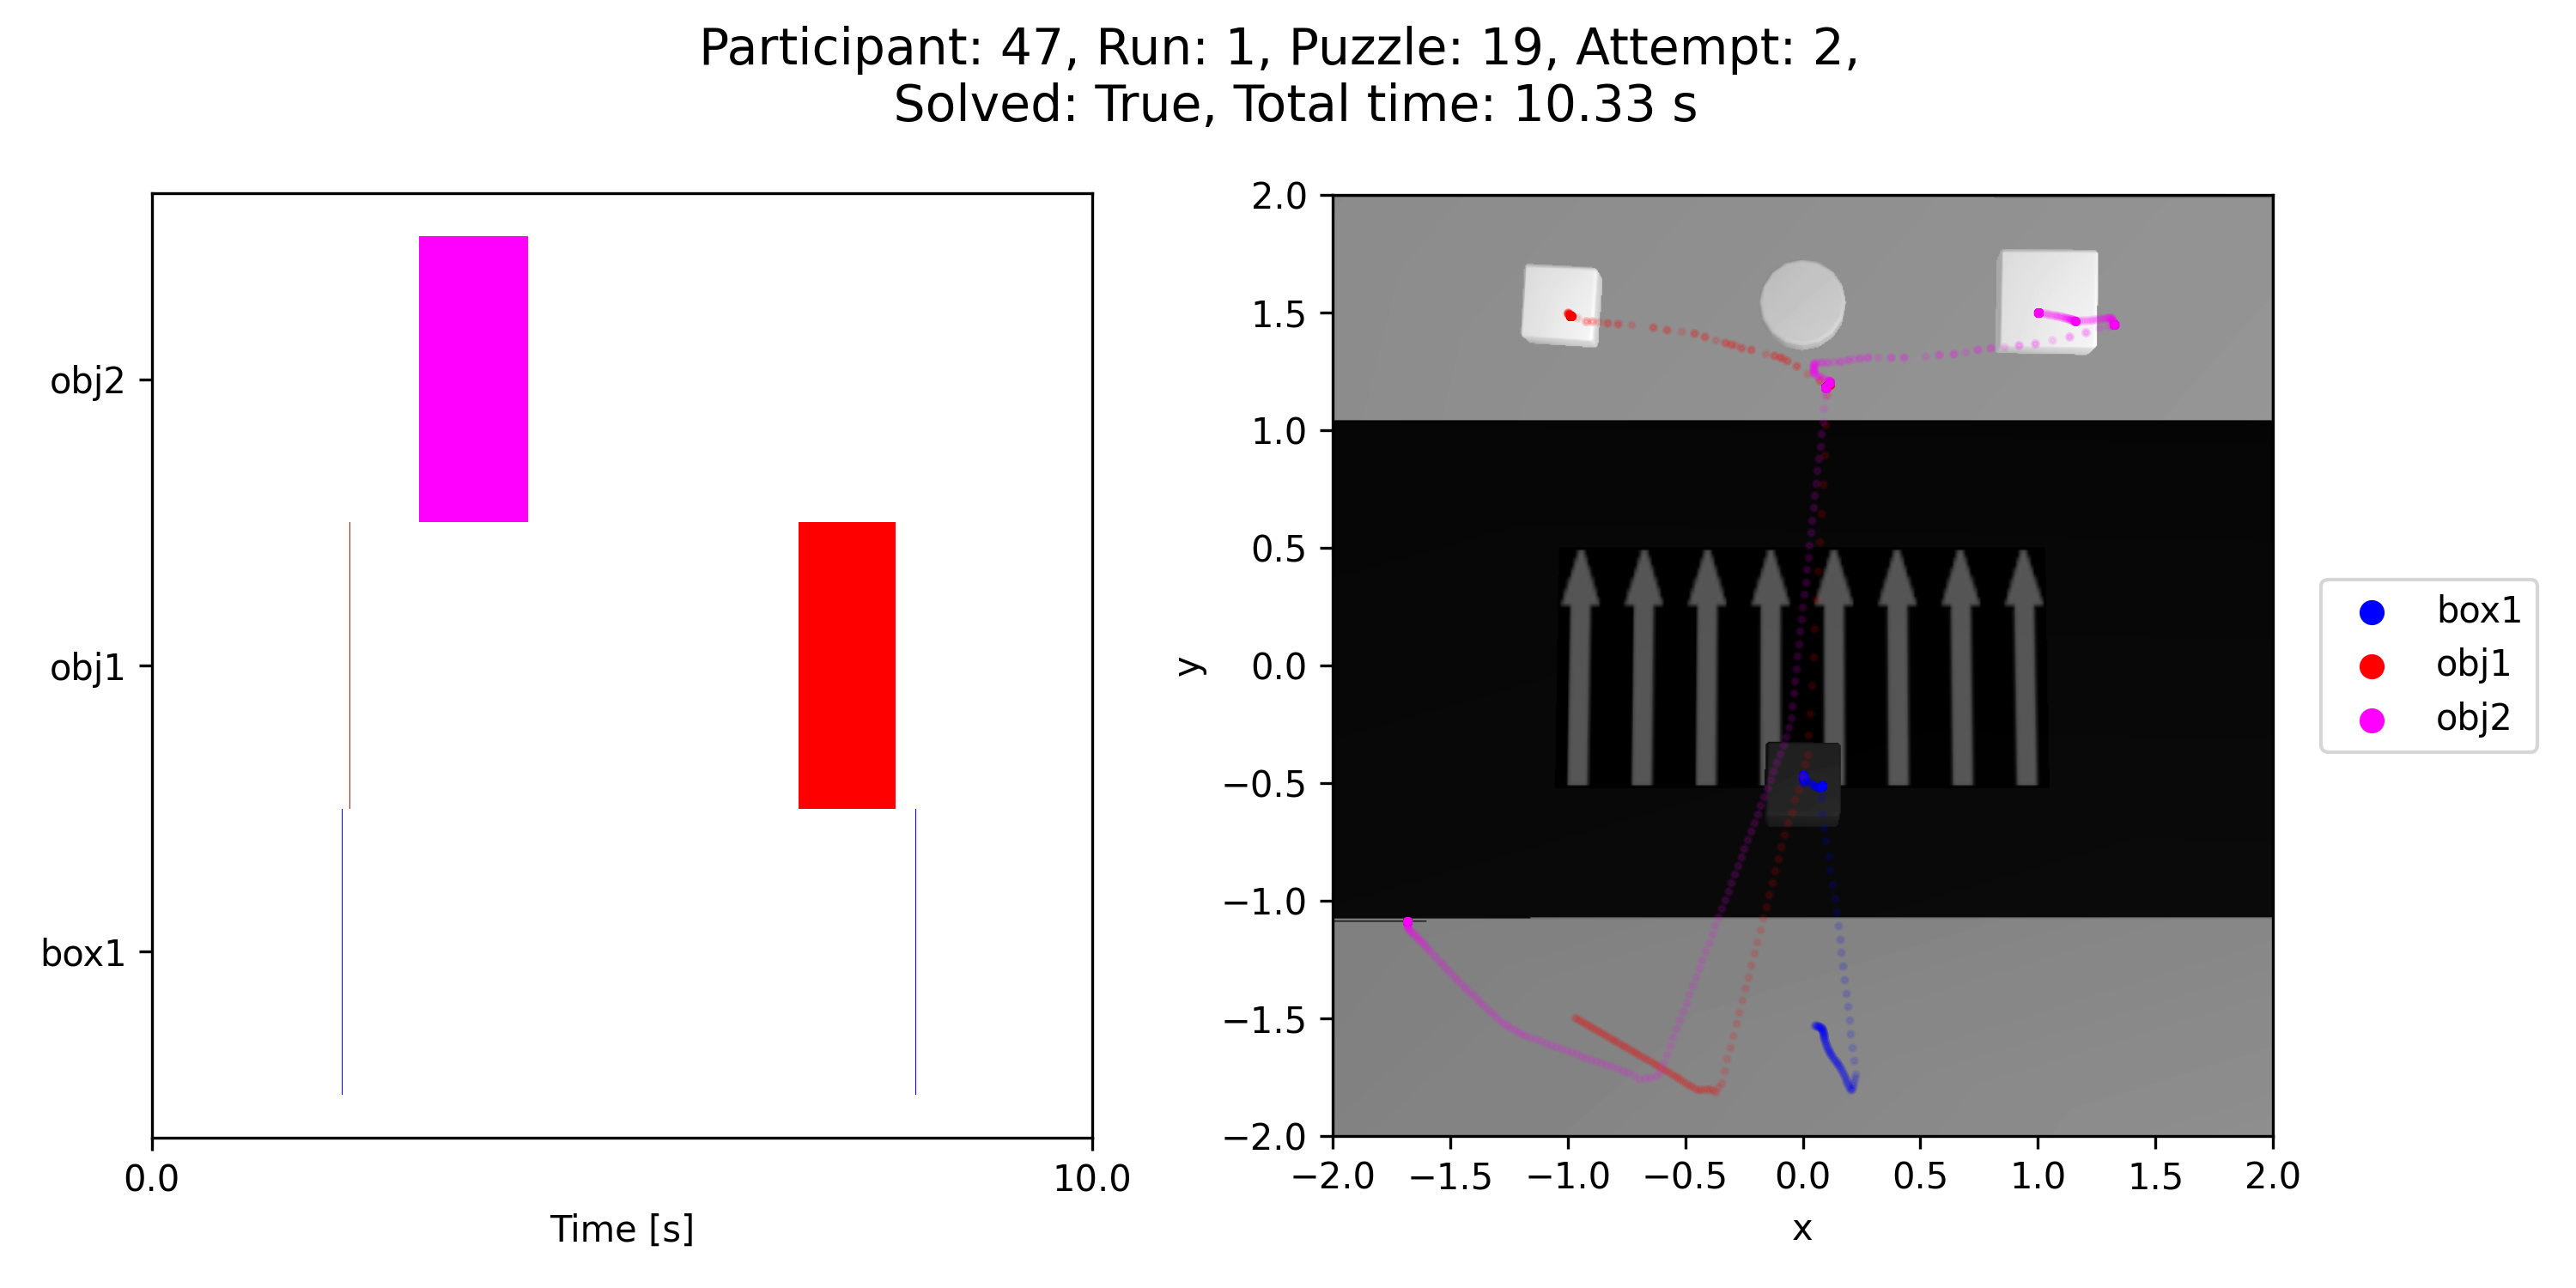 Participant: 47, Run: 1, Puzzle: 19, Attempt: 2,
Solved: True, Total time: 10.33 s
obj2
obj1
box1
0.0
10.0
Time [s]
2.0
1.5
1.0
0.5
0.0
−0.5
−1.0
−1.5
−2.0
y
−2.0
−1.5
−1.0
−0.5
0.0
0.5
1.0
1.5
2.0
x
box1
obj1
obj2